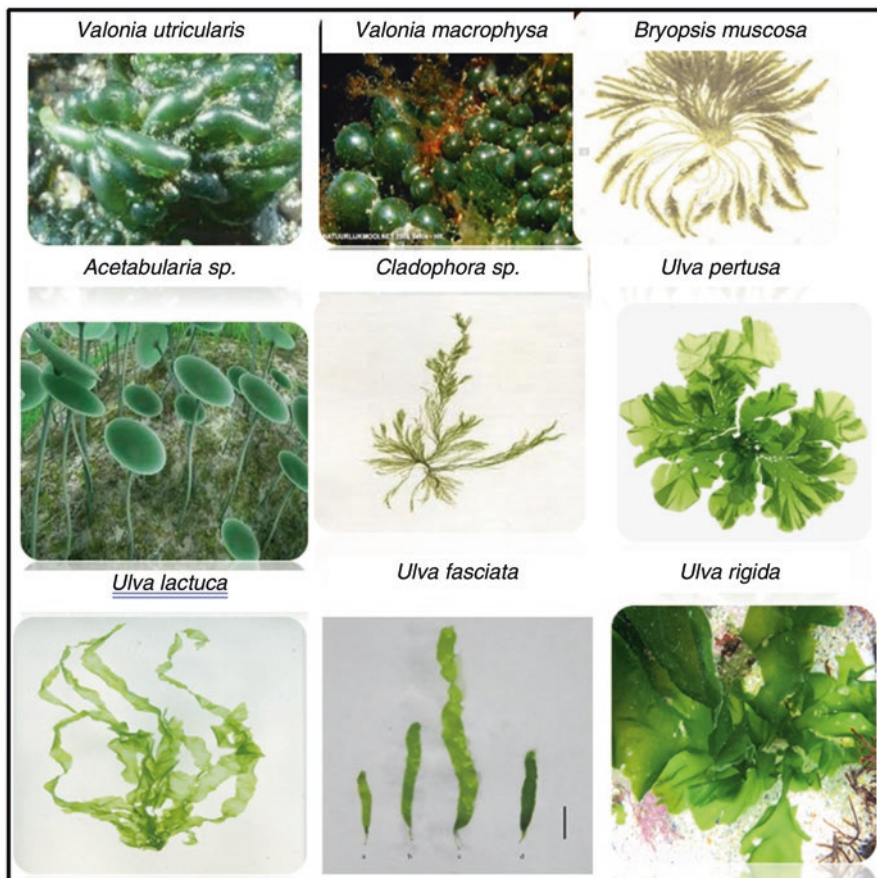 Valonia utricularis
Valonia macrophysa
Bryopsis muscosa
Acetabularia sp.
Cladophora sp.
Ulva pertusa
Ulva lactuca
Ulva fasciata
Ulva rigida
a b c d